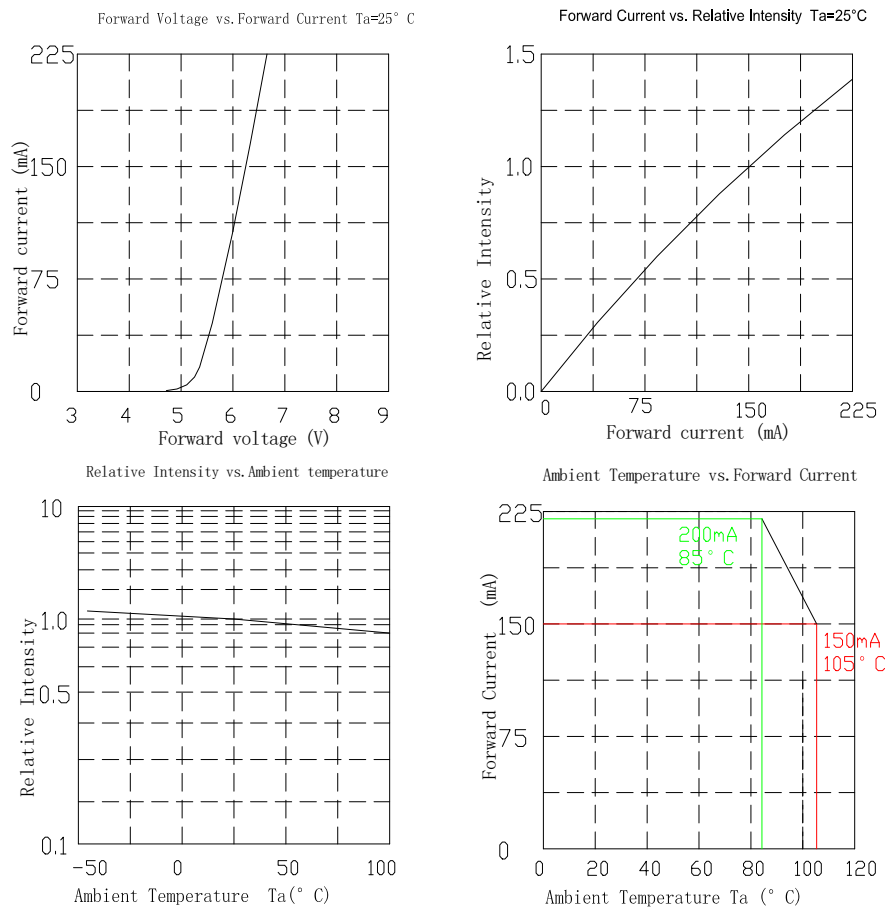 Forward Voltage vs. Forward Current Ta=25° C
225
150
75
0
3 4 5 6 7 8 9
Forward current (mA)
Forward voltage (V)
Forward Current vs. Relative Intensity Ta=25°C
1.5
1.0
0.5
0.0
0 75 150 225
Relative Intensity
Forward current (mA)
Relative Intensity vs. Ambient temperature
10
1.0
0.5
0.1
-50 0 50 100
Relative Intensity
Ambient Temperature Ta(° C)
Ambient Temperature vs. Forward Current
225
150
75
0
0 20 40 60 80 100 120
Forward Current (mA)
200mA
85° C
150mA
105° C
Ambient Temperature Ta (° C)